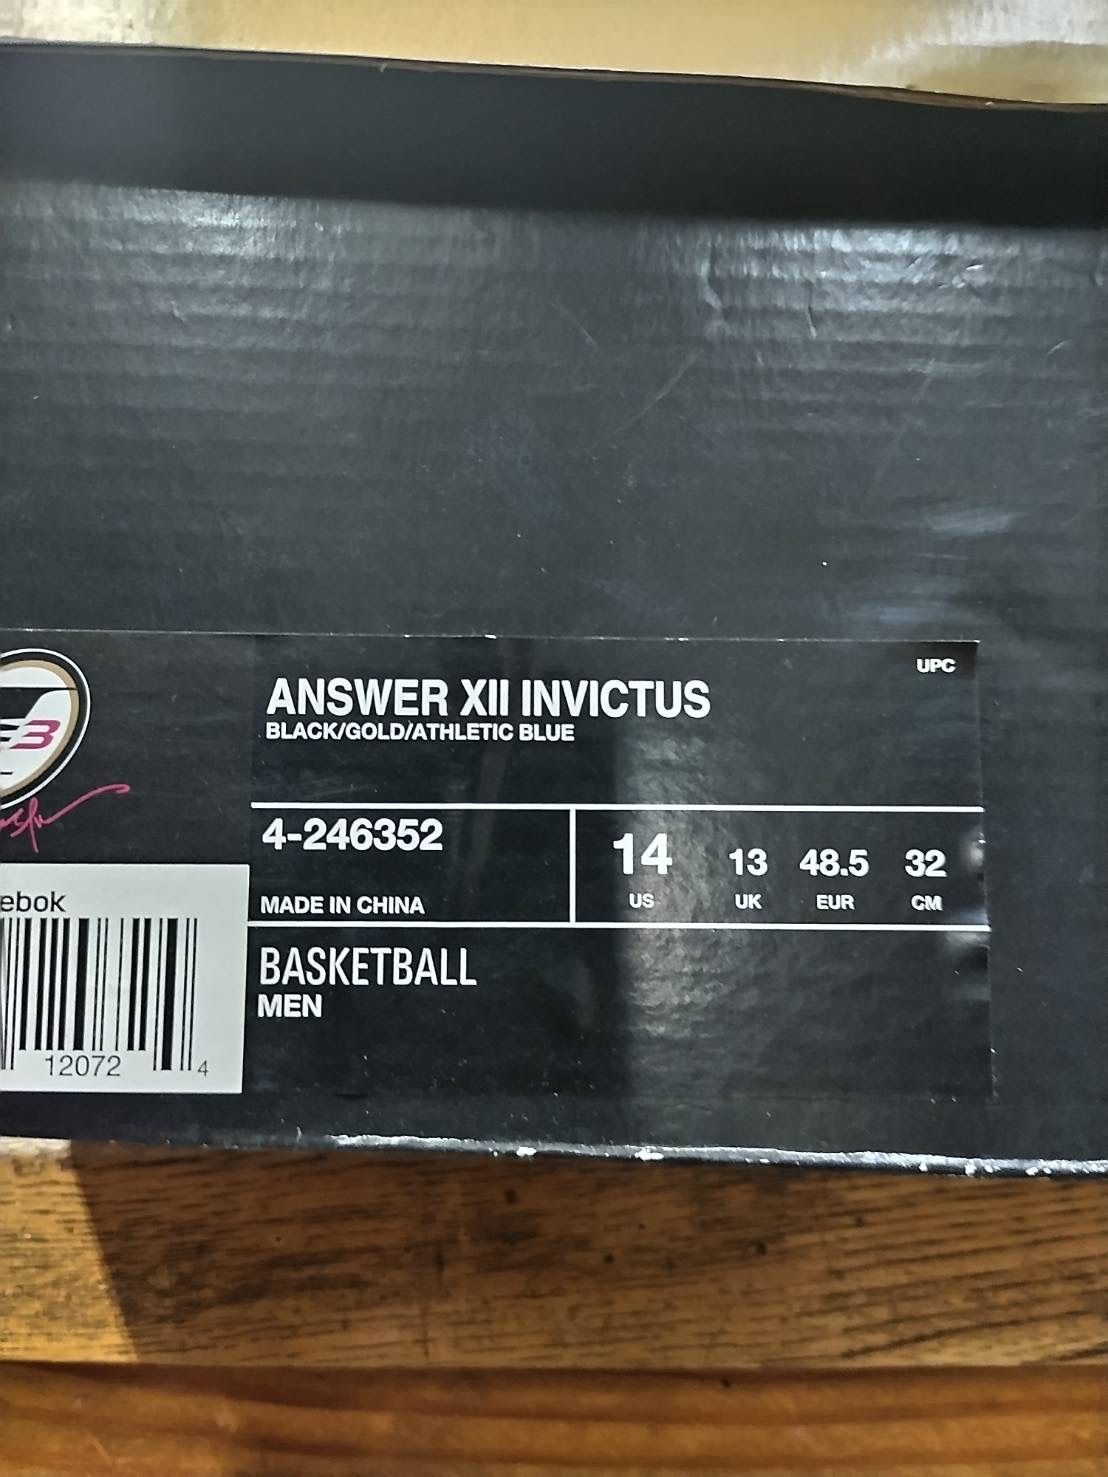 UPC
ANSWER XII INVICTUS
BLACK/GOLD/ATHLETIC BLUE
3
4-246352
MADE IN CHINA
14 13 48.5 32
US UK EUR CM
ebok
BASKETBALL
MEN
12072 4